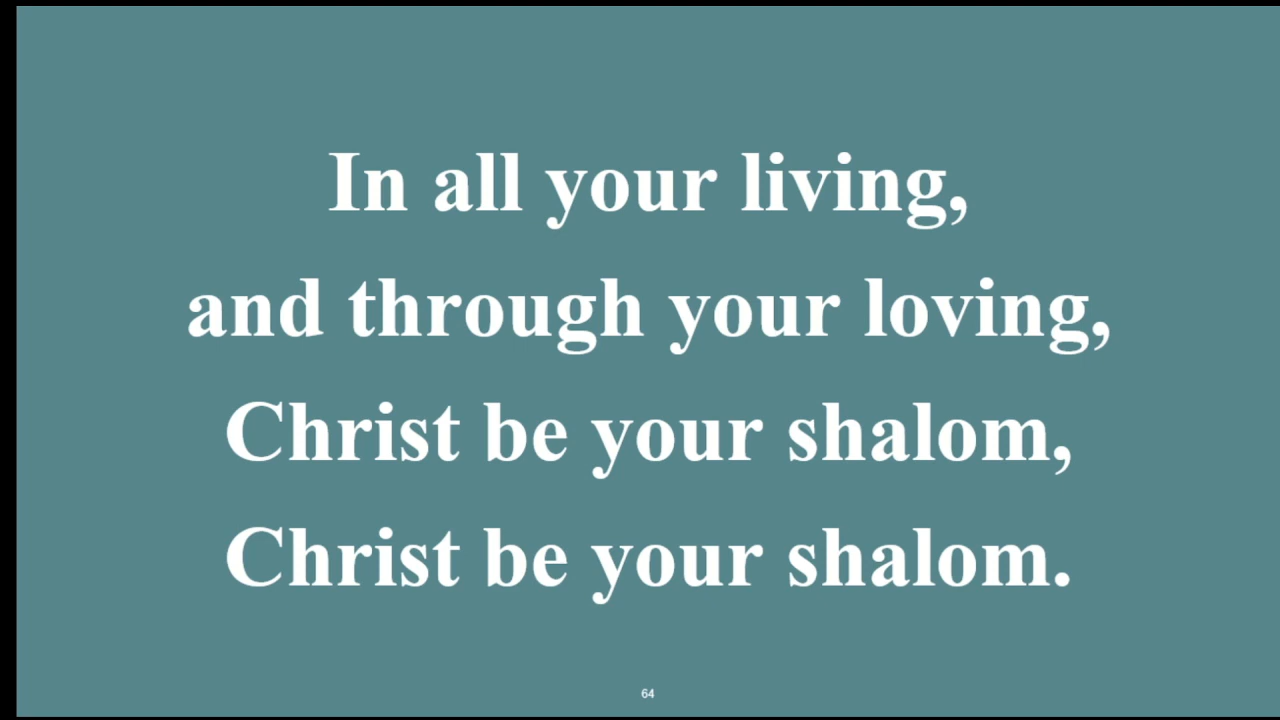 In all your living,
and through your loving,
Christ be your shalom,
Christ be your shalom.
64